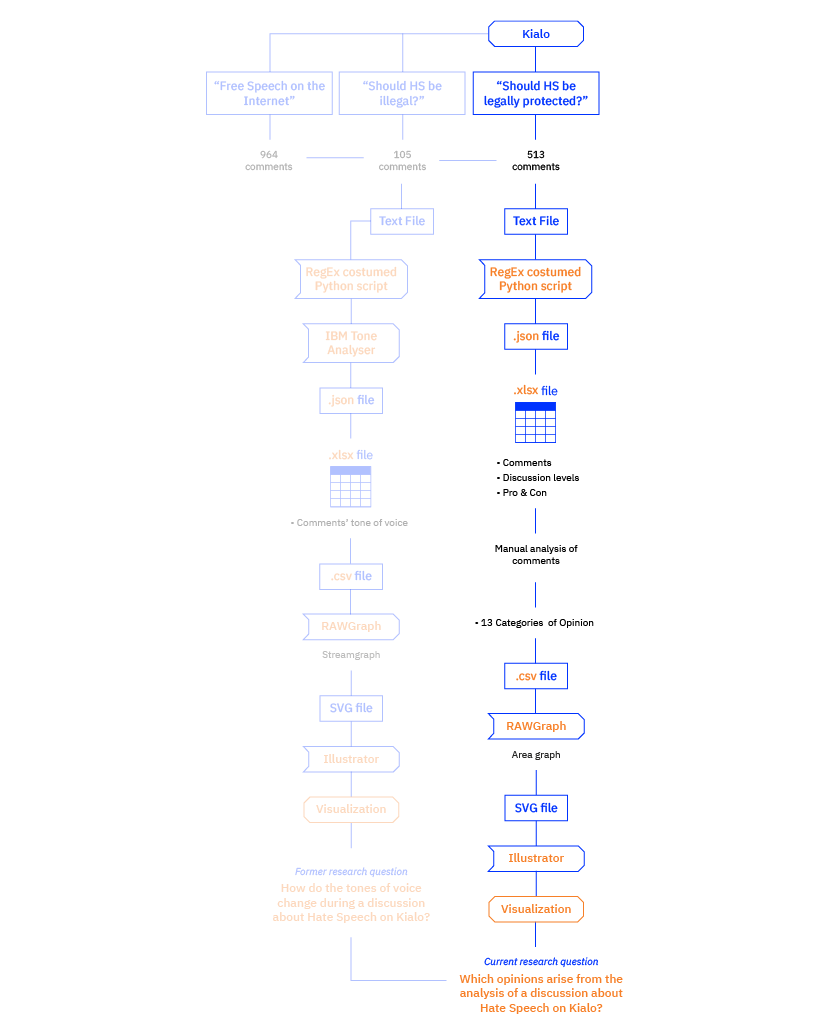 Kialo
“Free Speech on the
Internet”
“Should HS be
illegal?”
“Should HS be
legally protected?”
964
comments
105
comments
513
comments
Text File
RegEx costumed
Python script
IBM Tone
Analyser
.json file
.xlsx file
• Comments' tone of voice
.csv file
RAWGraph
Streamgraph
SVG file
Illustrator
Visualization
Former research question
How do the tones of voice
change during a discussion
about Hate Speech on Kialo?
Text File
RegEx costumed
Python script
.json file
.xlsx file
• Comments
• Discussion levels
• Pro & Con
Manual analysis of
comments
• 13 Categories of Opinion
.csv file
RAWGraph
Area graph
SVG file
Illustrator
Visualization
Current research question
Which opinions arise from the
analysis of a discussion about
Hate Speech on Kialo?